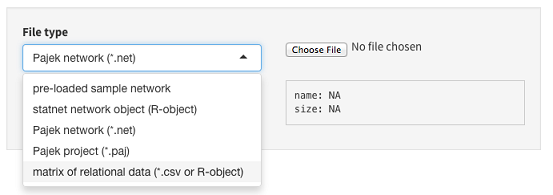 File type
Pajek network (*.net)
Choose File No file chosen
pre-loaded sample network
statnet network object (R-object)
Pajek network (*.net)
Pajek project (*.paj)
matrix of relational data (*.csv or R-object)
name: NA
size: NA